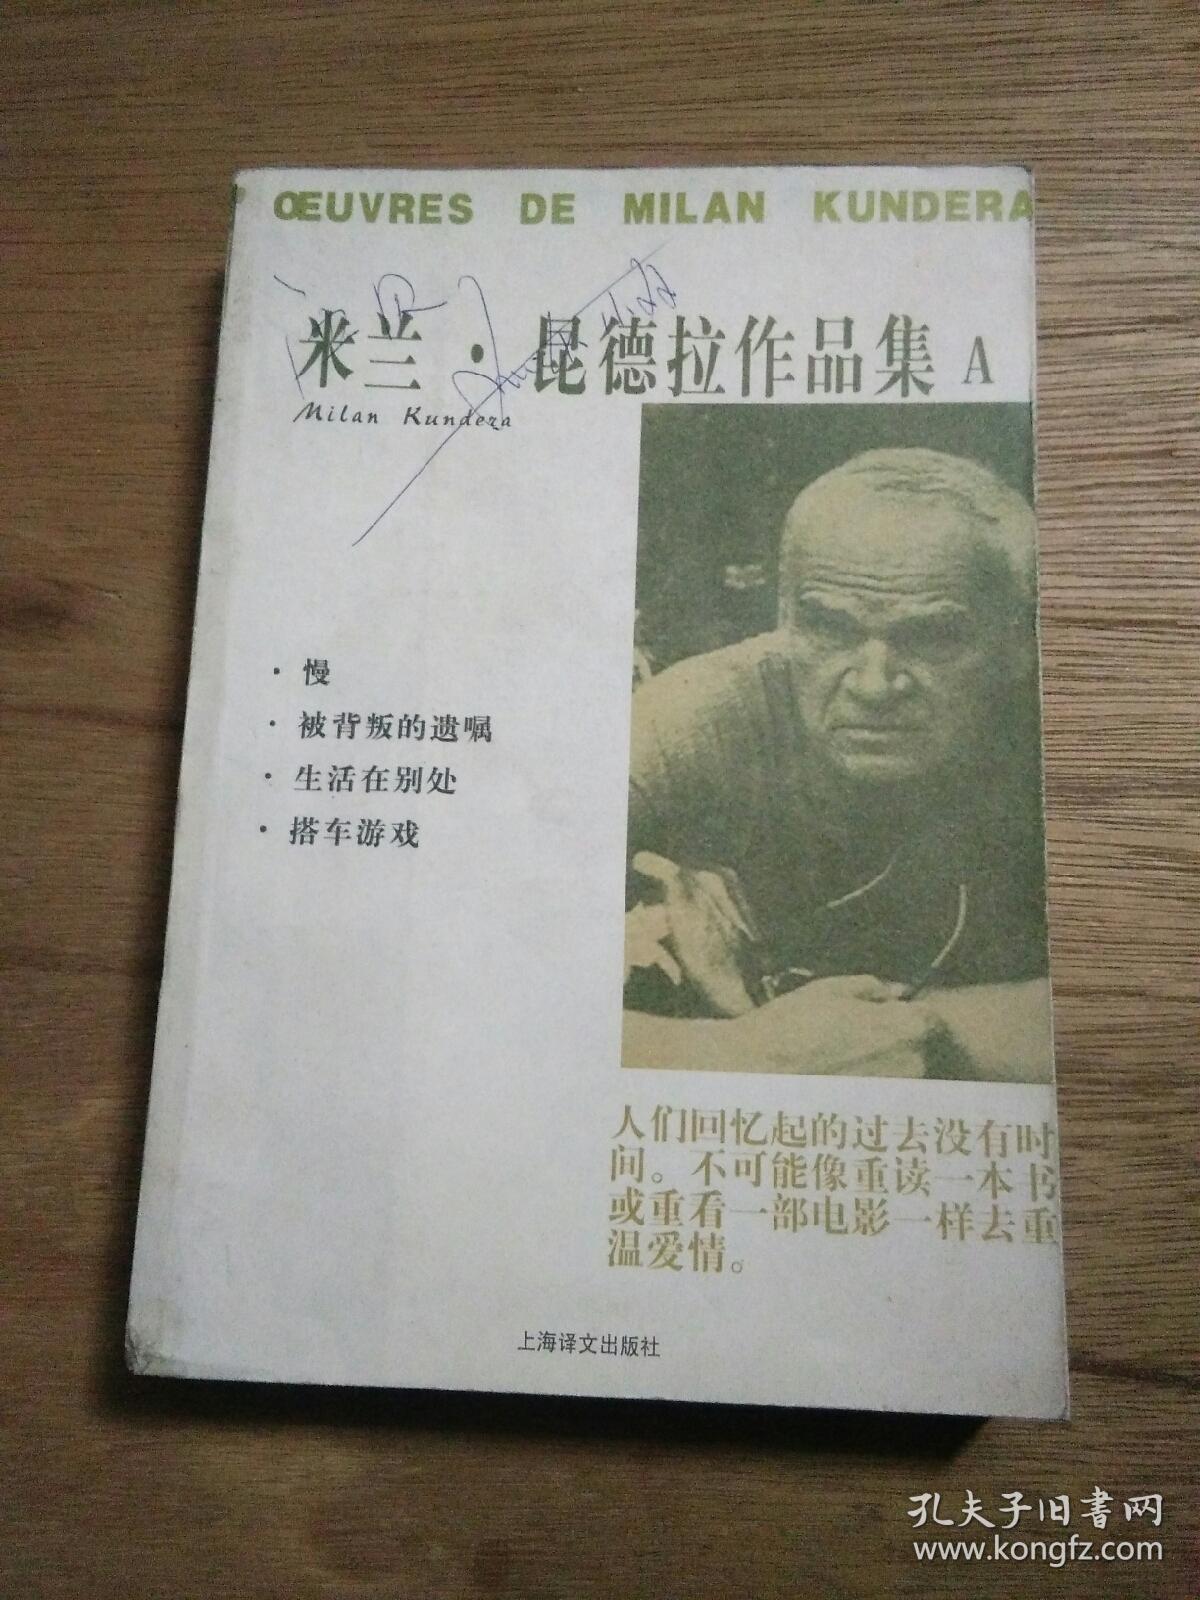 ŒUVRES DE MILAN KUNDERA
米兰·昆德拉作品集 A
Milan Kundera
· 慢
· 被背叛的遗嘱
· 生活在别处
· 搭车游戏
人们回忆起的过去没有时
间。不可能像重读一本书
或重看一部电影一样去重
温爱情。
上海译文出版社
孔夫子旧書网
www.kongfz.com